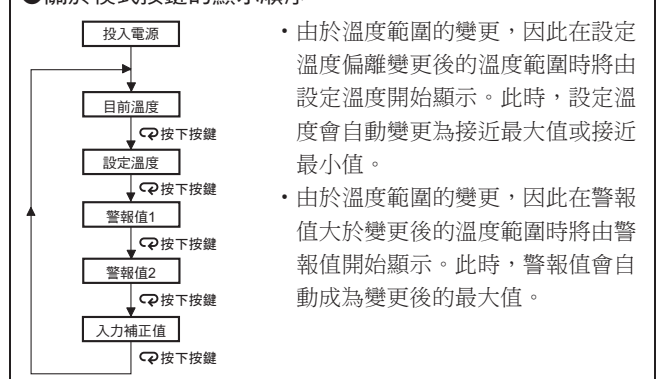 ●關於模式按鍵的顯示順序
投入電源
目前溫度
按下按鍵
設定溫度
按下按鍵
警報值1
按下按鍵
警報值2
按下按鍵
入力補正值
按下按鍵
・由於溫度範圍的變更，因此在設定
溫度偏離變更後的溫度範圍時將由
設定溫度開始顯示。此時，設定溫
度會自動變更為接近最大值或接近
最小值。
・由於溫度範圍的變更，因此在警報
值大於變更後的溫度範圍時將由警
報值開始顯示。此時，警報值會自
動成為變更後的最大值。